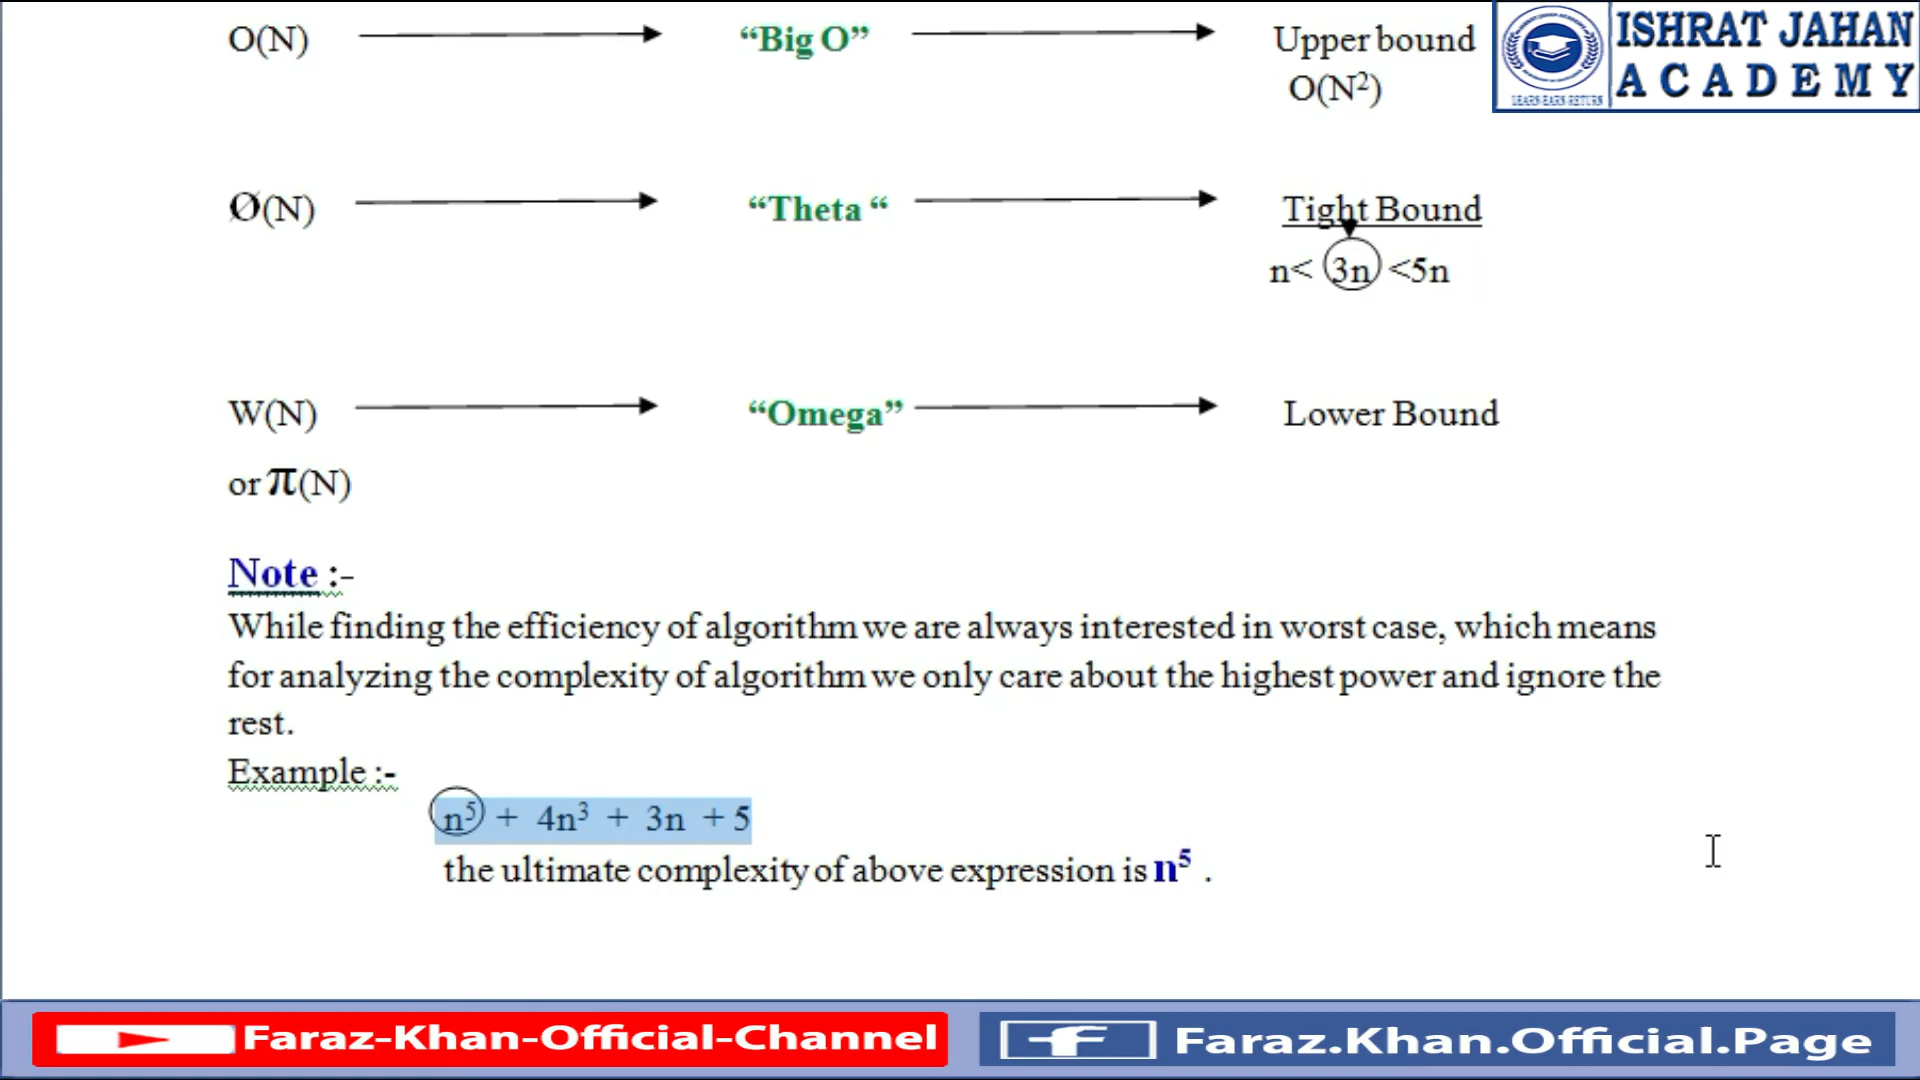 O(N) “Big O” Upper bound
O(N²)
ISHRAT JAHAN
ACADEMY
LEARN-EARN-RETURN
Ø(N) “Theta “ Tight Bound
n< 3n <5n
W(N) “Omega” Lower Bound
or π(N)
Note :-
While finding the efficiency of algorithm we are always interested in worst case, which means
for analyzing the complexity of algorithm we only care about the highest power and ignore the
rest.
Example :-
n⁵ + 4n³ + 3n + 5
the ultimate complexity of above expression is n⁵ .
Faraz-Khan-Official-Channel
Faraz.Khan.Official.Page